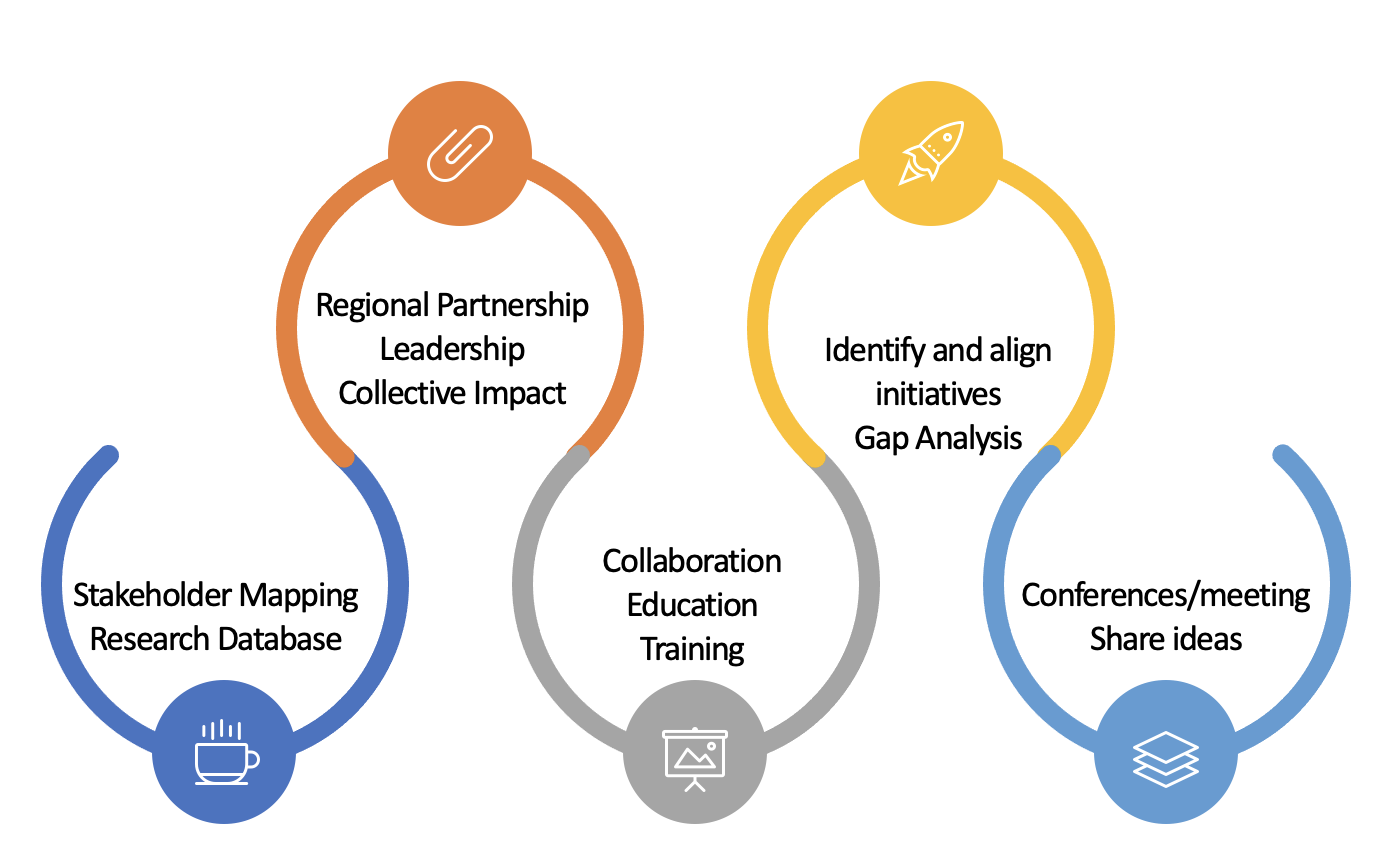 Stakeholder Mapping
Research Database
Regional Partnership
Leadership
Collective Impact
Collaboration
Education
Training
Identify and align
initiatives
Gap Analysis
Conferences/meeting
Share ideas